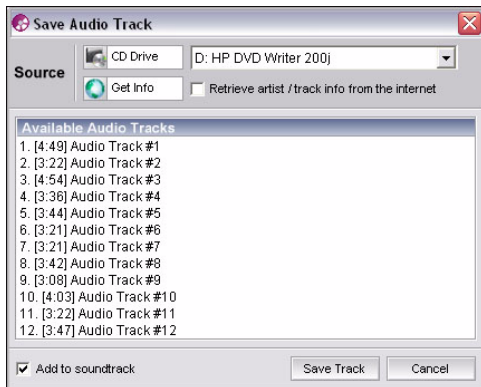 Save Audio Track
Source
CD Drive
D: HP DVD Writer 200j
Get Info
Retrieve artist / track info from the internet
Available Audio Tracks
1. [4:49] Audio Track #1
2. [3:22] Audio Track #2
3. [4:54] Audio Track #3
4. [3:36] Audio Track #4
5. [3:44] Audio Track #5
6. [3:21] Audio Track #6
7. [3:21] Audio Track #7
8. [3:42] Audio Track #8
9. [3:08] Audio Track #9
10. [4:03] Audio Track #10
11. [3:22] Audio Track #11
12. [3:47] Audio Track #12
Add to soundtrack
Save Track
Cancel